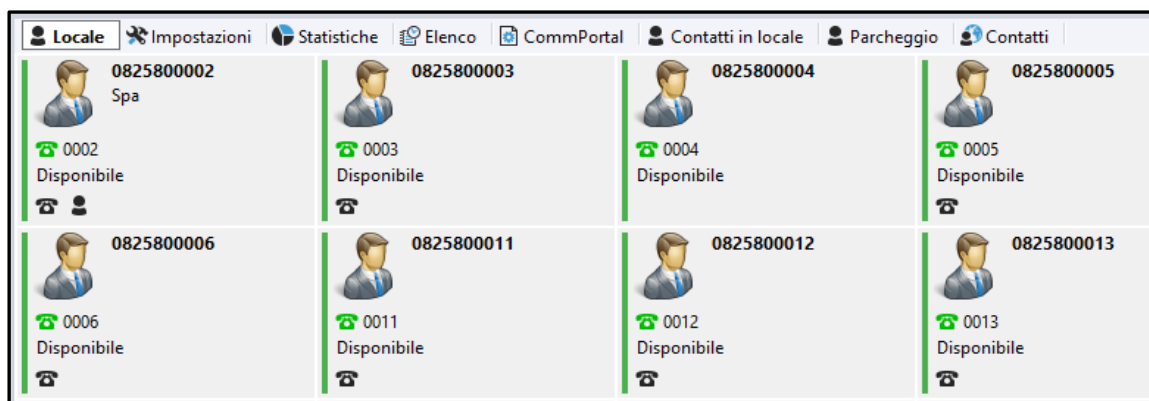 Locale Impostazioni Statistiche Elenco CommPortal Contatti in locale Parcheggio Contatti
0825800002 0825800003 0825800004 0825800005
Spa
0002 0003 0004 0005
Disponibile Disponibile Disponibile Disponibile
0825800006 0825800011 0825800012 0825800013
0006 0011 0012 0013
Disponibile Disponibile Disponibile Disponibile